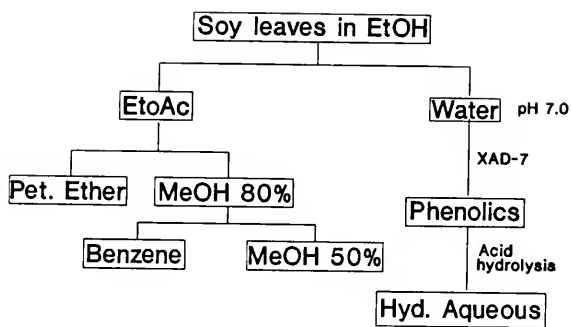 Soy leaves in EtOH
EtoAc
Water pH 7.0
XAD-7
Pet. Ether MeOH 80%
Phenolics
Benzene MeOH 50%
Acid
hydrolysis
Hyd. Aqueous